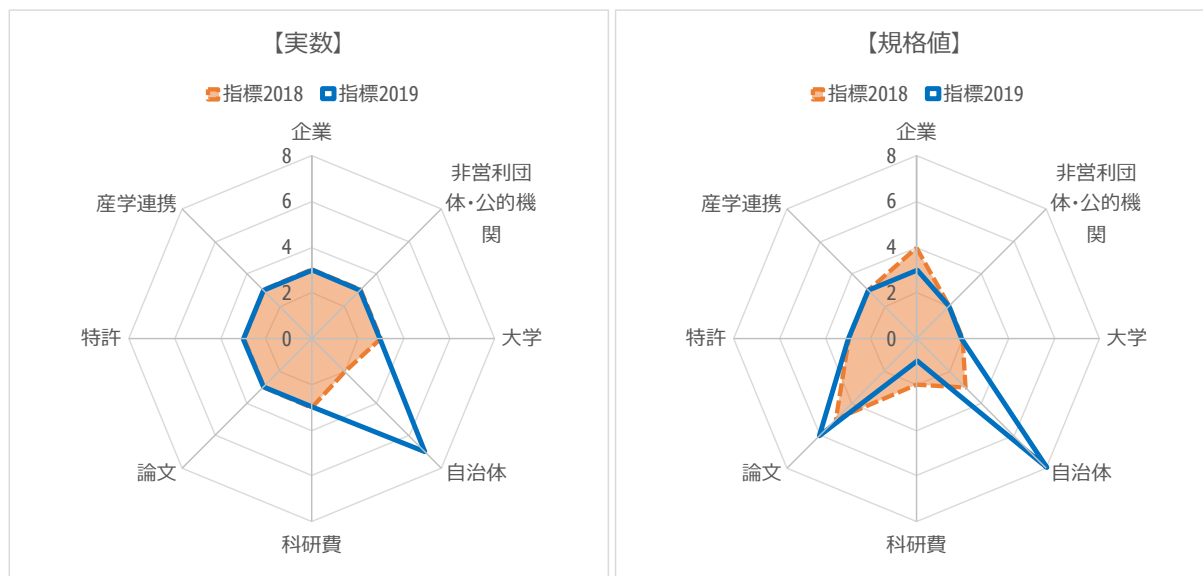 【実数】
指標2018 指標2019
企業
非営利団
体・公的機
関
大学
自治体
科研費
論文
特許
産学連携
8
6
4
2
0
【規格値】
指標2018 指標2019
企業
非営利団
体・公的機
関
大学
自治体
科研費
論文
特許
産学連携
8
6
4
2
0